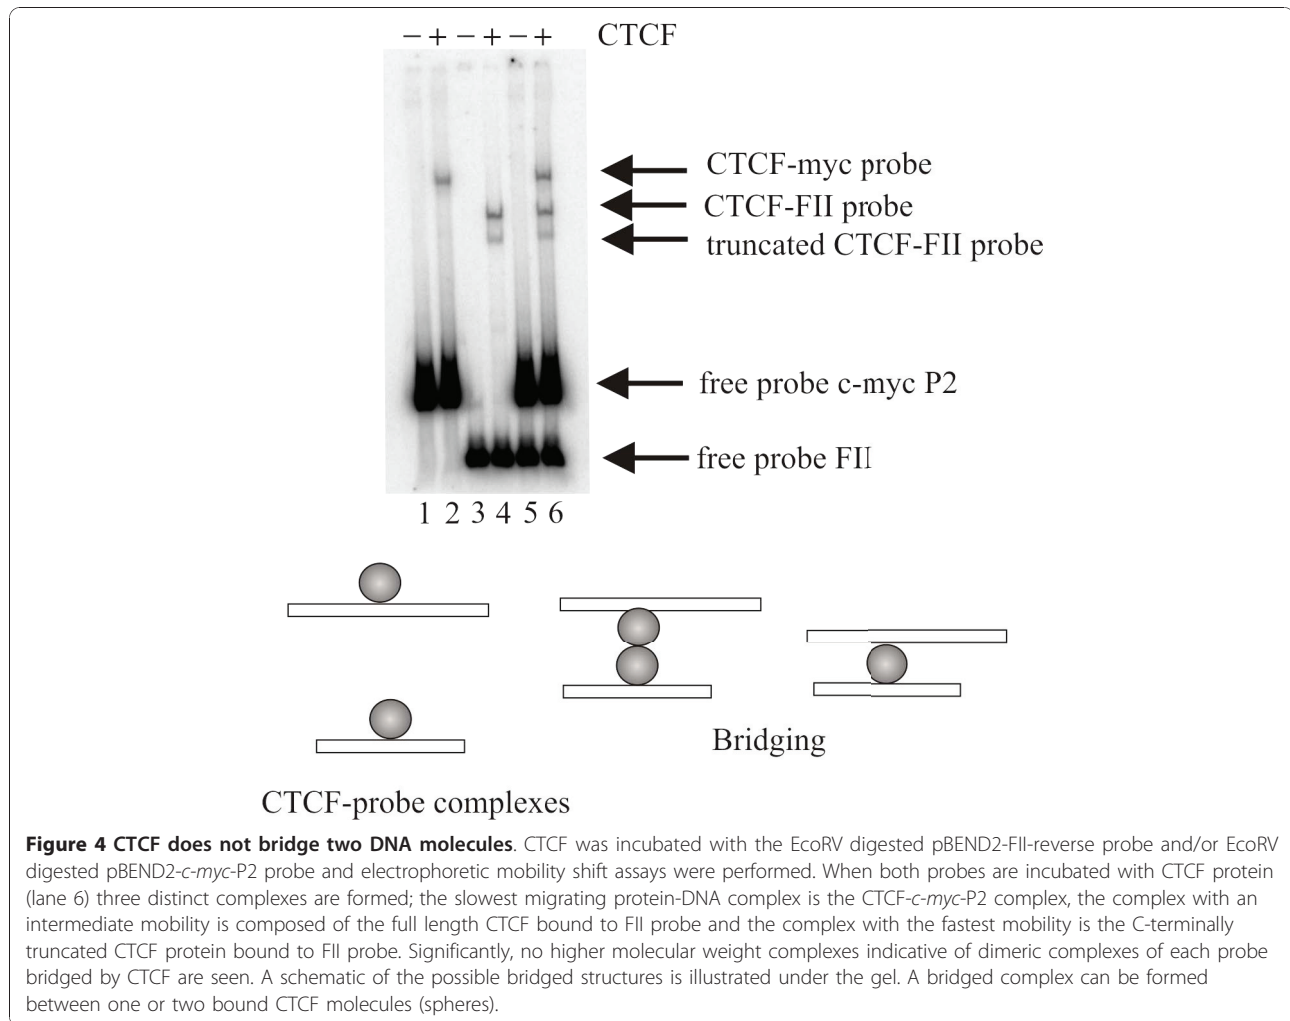 − + − + − + CTCF
CTCF-myc probe
CTCF-FII probe
truncated CTCF-FII probe
free probe c-myc P2
free probe FII
1 2 3 4 5 6
Bridging
CTCF-probe complexes
Figure 4 CTCF does not bridge two DNA molecules. CTCF was incubated with the EcoRV digested pBEND2-FII-reverse probe and/or EcoRV
digested pBEND2-c-myc-P2 probe and electrophoretic mobility shift assays were performed. When both probes are incubated with CTCF protein
(lane 6) three distinct complexes are formed; the slowest migrating protein-DNA complex is the CTCF-c-myc-P2 complex, the complex with an
intermediate mobility is composed of the full length CTCF bound to FII probe and the complex with the fastest mobility is the C-terminally
truncated CTCF protein bound to FII probe. Significantly, no higher molecular weight complexes indicative of dimeric complexes of each probe
bridged by CTCF are seen. A schematic of the possible bridged structures is illustrated under the gel. A bridged complex can be formed
between one or two bound CTCF molecules (spheres).